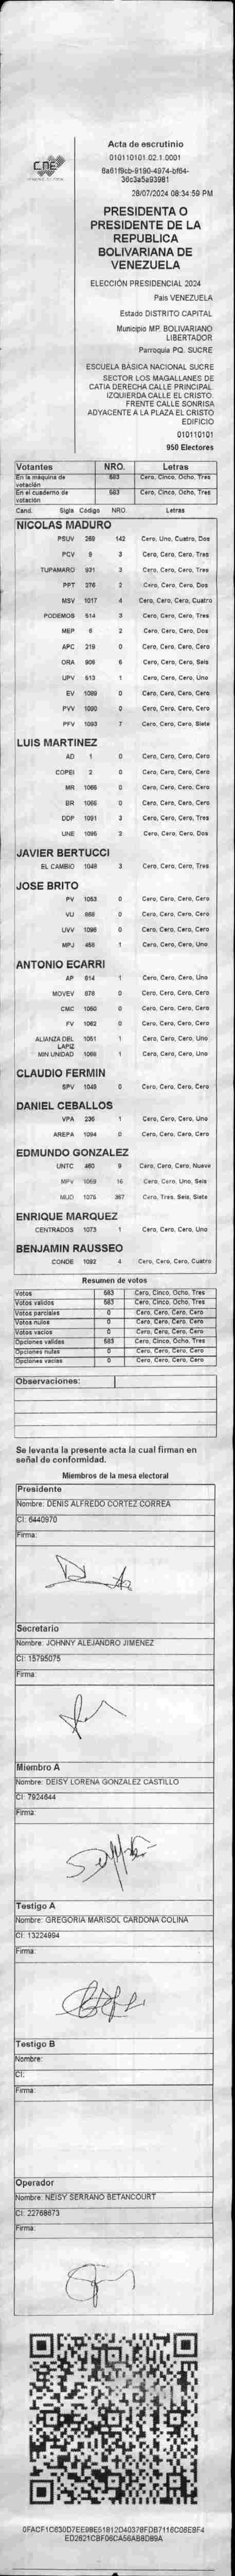 CNE
Acta de escrutinio
010110101.02.1.0001
28/07/2024 08:34:59 PM
PRESIDENTA O
PRESIDENTE DE LA
REPUBLICA
BOLIVARIANA DE
VENEZUELA
ELECCIÓN PRESIDENCIAL 2024
Pais VENEZUELA
Estado DISTRITO CAPITAL
Municipio MP. BOLIVARIANO
LIBERTADOR
Parroquia PQ. SUCRE
ESCUELA BÁSICA NACIONAL SUCRE
SECTOR LOS MAGALLANES DE
CATIA DERECHA CALLE PRINCIPAL.
IZQUIERDA CALLE EL CRISTO.
FRENTE CALLE SONRISA
ADYACENTE A LA PLAZA EL CRISTO
EDIFICIO
010110101
950 Electores
Votantes NRO. Letras
En la máquina de votación 583 Cero, Cinco, Ocho, Tres
En el cuaderno de votación 583 Cero, Cinco, Ocho, Tres
Cand. Sigla Código NRO. Letras
NICOLAS MADURO
PSUV 269 142 Cero, Uno, Cuatro, Dos
PCV 9 3 Cero, Cero, Cero, Tres
TUPAMARO 931 3 Cero, Cero, Cero, Tres
PPT 376 2 Cero, Cero, Cero, Dos
MSV 1017 4 Cero, Cero, Cero, Cuatro
PODEMOS 514 3 Cero, Cero, Cero, Tres
MEP 6 2 Cero, Cero, Cero, Dos
APC 219 0 Cero, Cero, Cero, Cero
ORA 906 6 Cero, Cero, Cero, Seis
UPV 613 1 Cero, Cero, Cero, Uno
EV 1089 0 Cero, Cero, Cero, Cero
PVV 1090 0 Cero, Cero, Cero, Cero
PFV 1093 7 Cero, Cero, Cero, Siete
LUIS MARTINEZ
AD 1 0 Cero, Cero, Cero, Cero
COPEI 2 0 Cero, Cero, Cero, Cero
MR 0 Cero, Cero, Cero, Cero
BR 0 Cero, Cero, Cero, Cero
DDP 1091 3 Cero, Cero, Cero, Tres
UNE 1095 2 Cero, Cero, Cero, Dos
JAVIER BERTUCCI
EL CAMBIO 1048 3 Cero, Cero, Cero, Tres
JOSE BRITO
PV 1053 0 Cero, Cero, Cero, Cero
VU 888 0 Cero, Cero, Cero, Cero
UVV 1096 0 Cero, Cero, Cero, Cero
MPJ 455 1 Cero, Cero, Cero, Uno
ANTONIO ECARRI
AP 914 1 Cero, Cero, Cero, Uno
MOVEV 878 0 Cero, Cero, Cero, Cero
CMC 1050 0 Cero, Cero, Cero, Cero
FV 1062 0 Cero, Cero, Cero, Cero
ALIANZA DEL LAPIZ 1051 1 Cero, Cero, Cero, Uno
MIN UNIDAD 1 Cero, Cero, Cero, Uno
CLAUDIO FERMIN
SPV 1049 0 Cero, Cero, Cero, Cero
DANIEL CEBALLOS
VPA 236 1 Cero, Cero, Cero, Uno
AREPA 1094 0 Cero, Cero, Cero, Cero
EDMUNDO GONZALEZ
UNTC 460 9 Cero, Cero, Cero, Nueve
MPV 1059 16 Cero, Cero, Uno, Seis
MUD 1075 367 Cero, Tres, Seis, Siete
ENRIQUE MARQUEZ
CENTRADOS 1073 1 Cero, Cero, Cero, Uno
BENJAMIN RAUSSEO
CONDE 1092 4 Cero, Cero, Cero, Cuatro
Resumen de votos
Votos 583 Cero, Cinco, Ocho, Tres
Votos validos 583 Cero, Cinco, Ocho, Tres
Votos parciales 0 Cero, Cero, Cero, Cero
Votos nulos 0 Cero, Cero, Cero, Cero
Votos vacios 0 Cero, Cero, Cero, Cero
Opciones validas 583 Cero, Cinco, Ocho, Tres
Opciones nulas 0 Cero, Cero, Cero, Cero
Opciones vacias 0 Cero, Cero, Cero, Cero
Observaciones:
Se levanta la presente acta la cual firman en
señal de conformidad.
Miembros de la mesa electoral
Presidente
Nombre: DENIS ALFREDO CORTEZ CORREA
CI: 6440970
Firma:
Secretario
Nombre: JOHNNY ALEJANDRO JIMENEZ
CI: 15795075
Firma:
Miembro A
Nombre: DEISY LORENA GONZALEZ CASTILLO
CI: 7924644
Firma:
Testigo A
Nombre: GREGORIA MARISOL CARDONA COLINA
CI: 13224994
Firma:
Testigo B
Nombre:
CI:
Firma:
Operador
Nombre: NEISY SERRANO BETANCOURT
CI: 22768673
Firma: